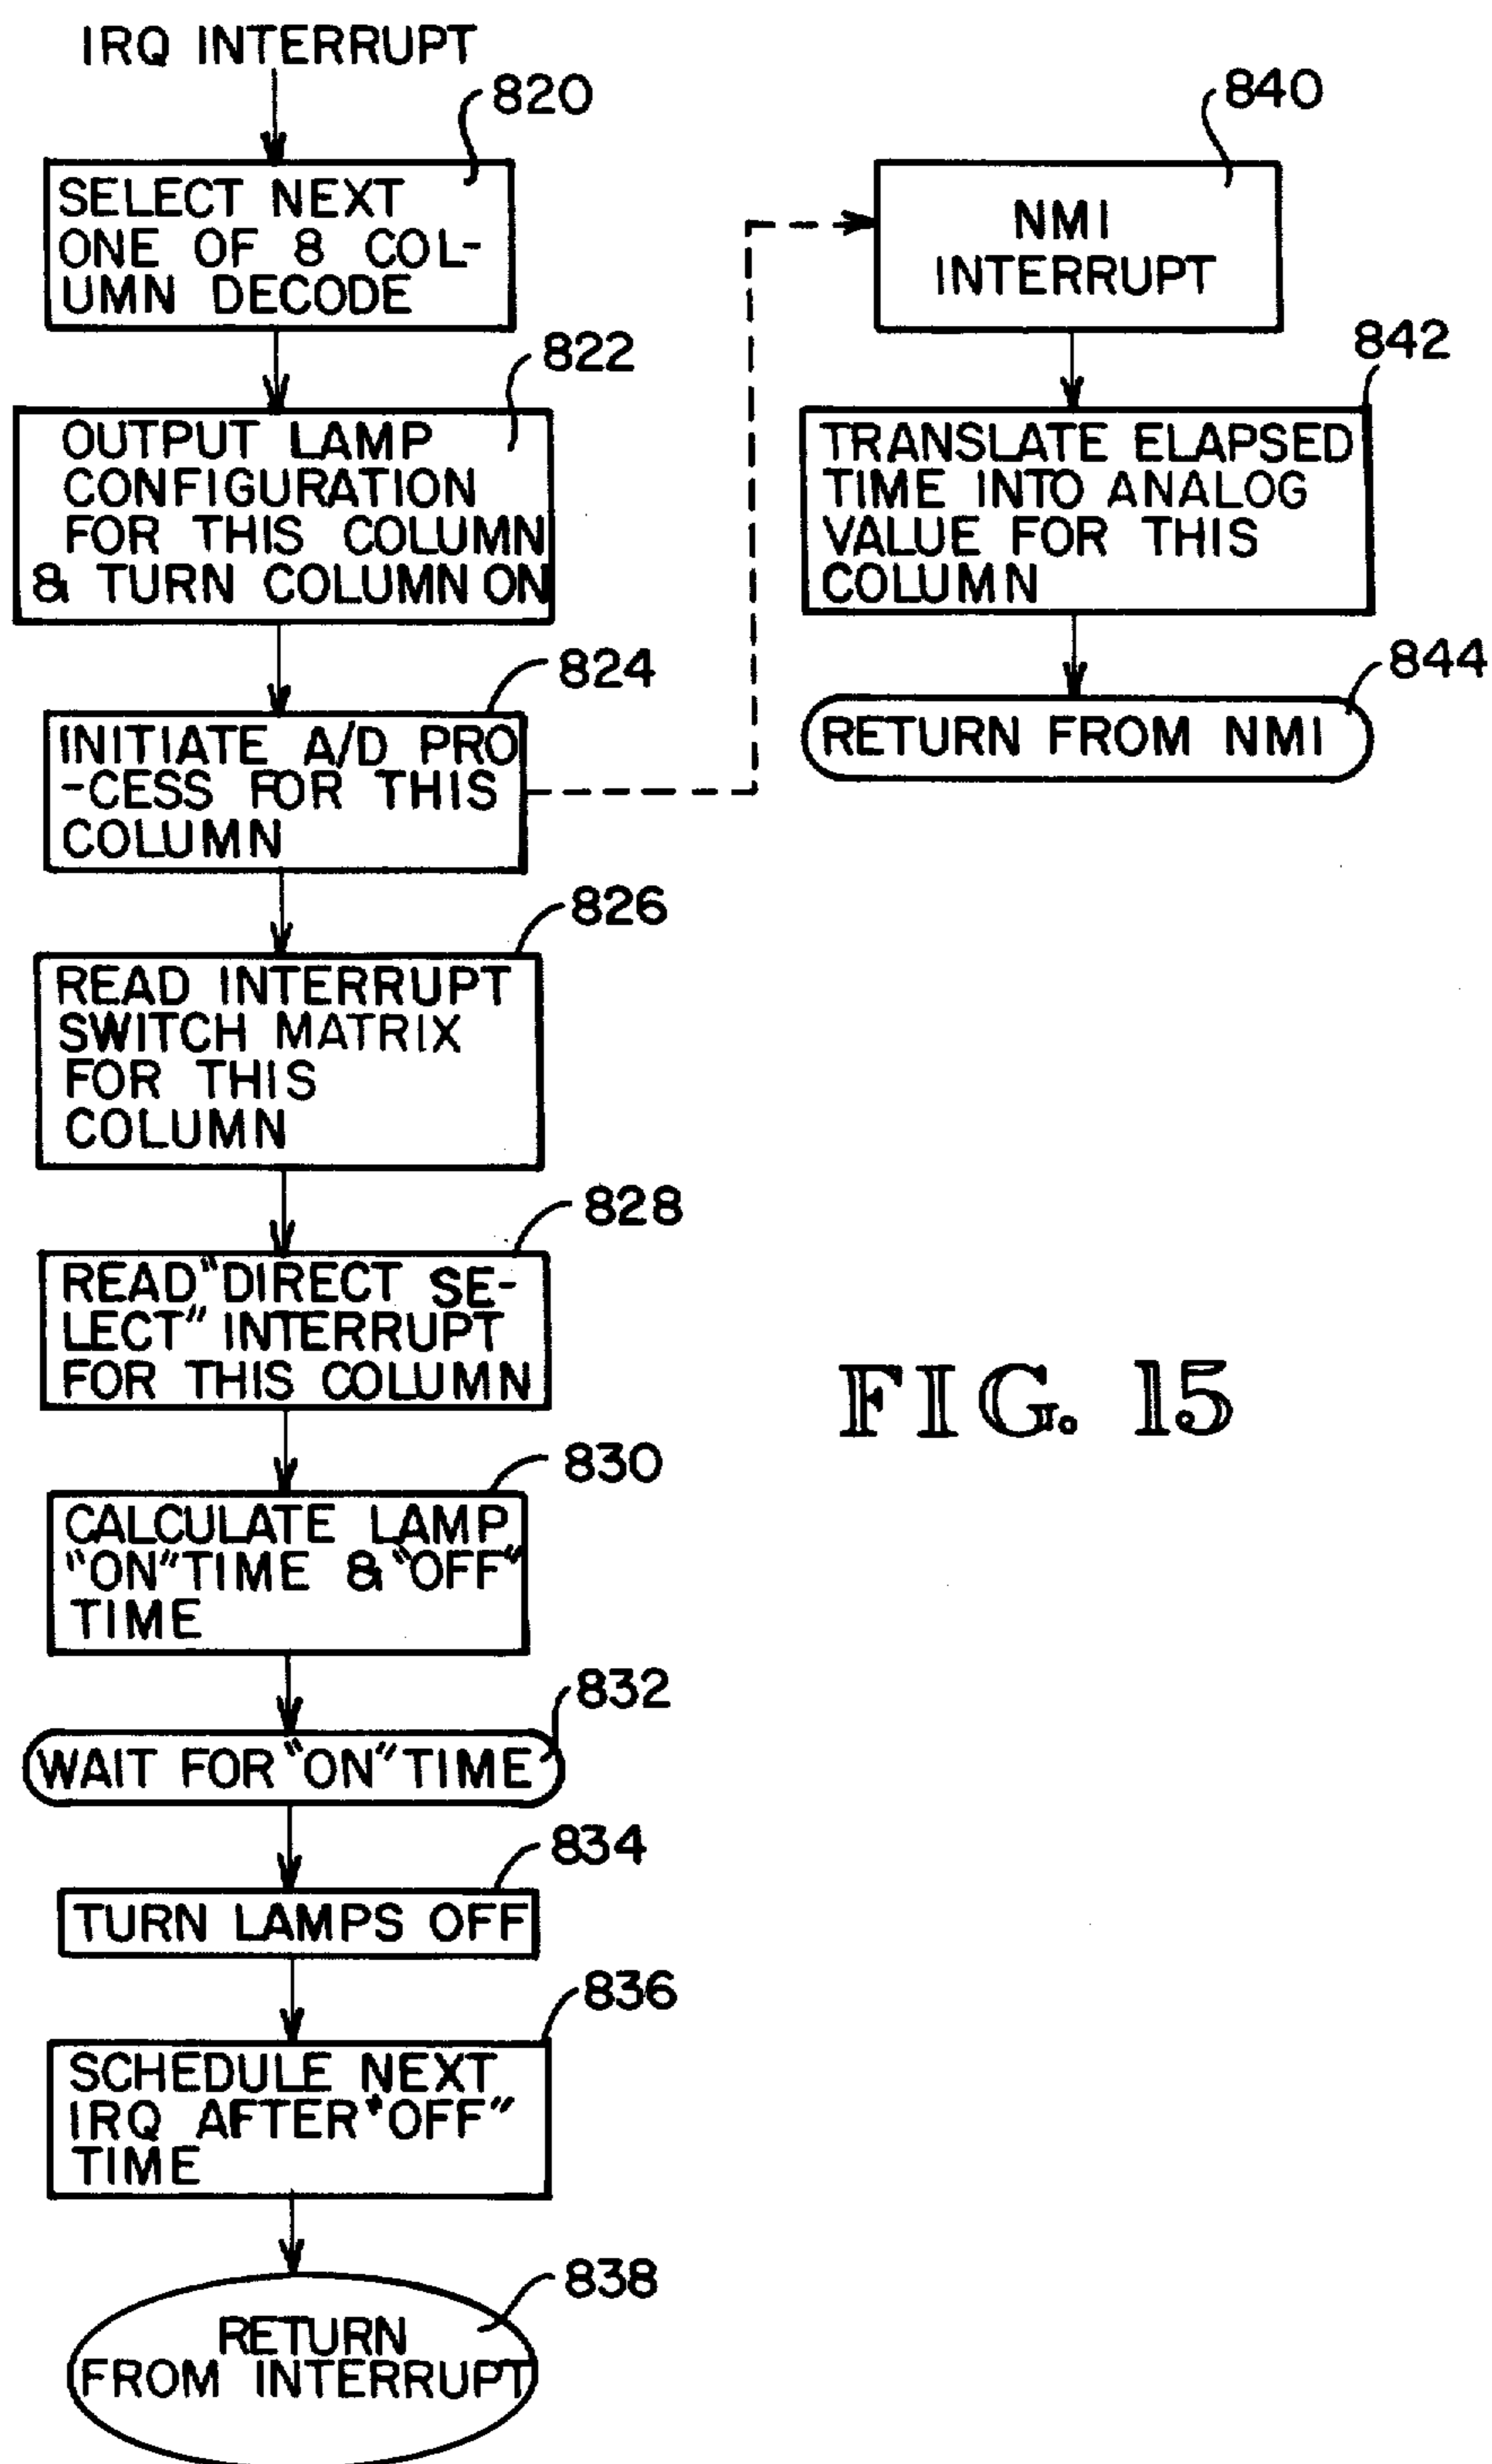 IRQ INTERRUPT
820
SELECT NEXT
ONE OF 8 COL-
UMN DECODE
822
OUTPUT LAMP
CONFIGURATION
FOR THIS COLUMN
& TURN COLUMN ON
824
INITIATE A/D PRO
-CESS FOR THIS
COLUMN
826
READ INTERRUPT
SWITCH MATRIX
FOR THIS
COLUMN
828
READ "DIRECT SE-
LECT" INTERRUPT
FOR THIS COLUMN
830
CALCULATE LAMP
"ON" TIME & "OFF"
TIME
832
WAIT FOR "ON" TIME
834
TURN LAMPS OFF
836
SCHEDULE NEXT
IRQ AFTER "OFF"
TIME
838
RETURN
FROM INTERRUPT
840
NMI
INTERRUPT
842
TRANSLATE ELAPSED
TIME INTO ANALOG
VALUE FOR THIS
COLUMN
844
RETURN FROM NMI
FIG. 15